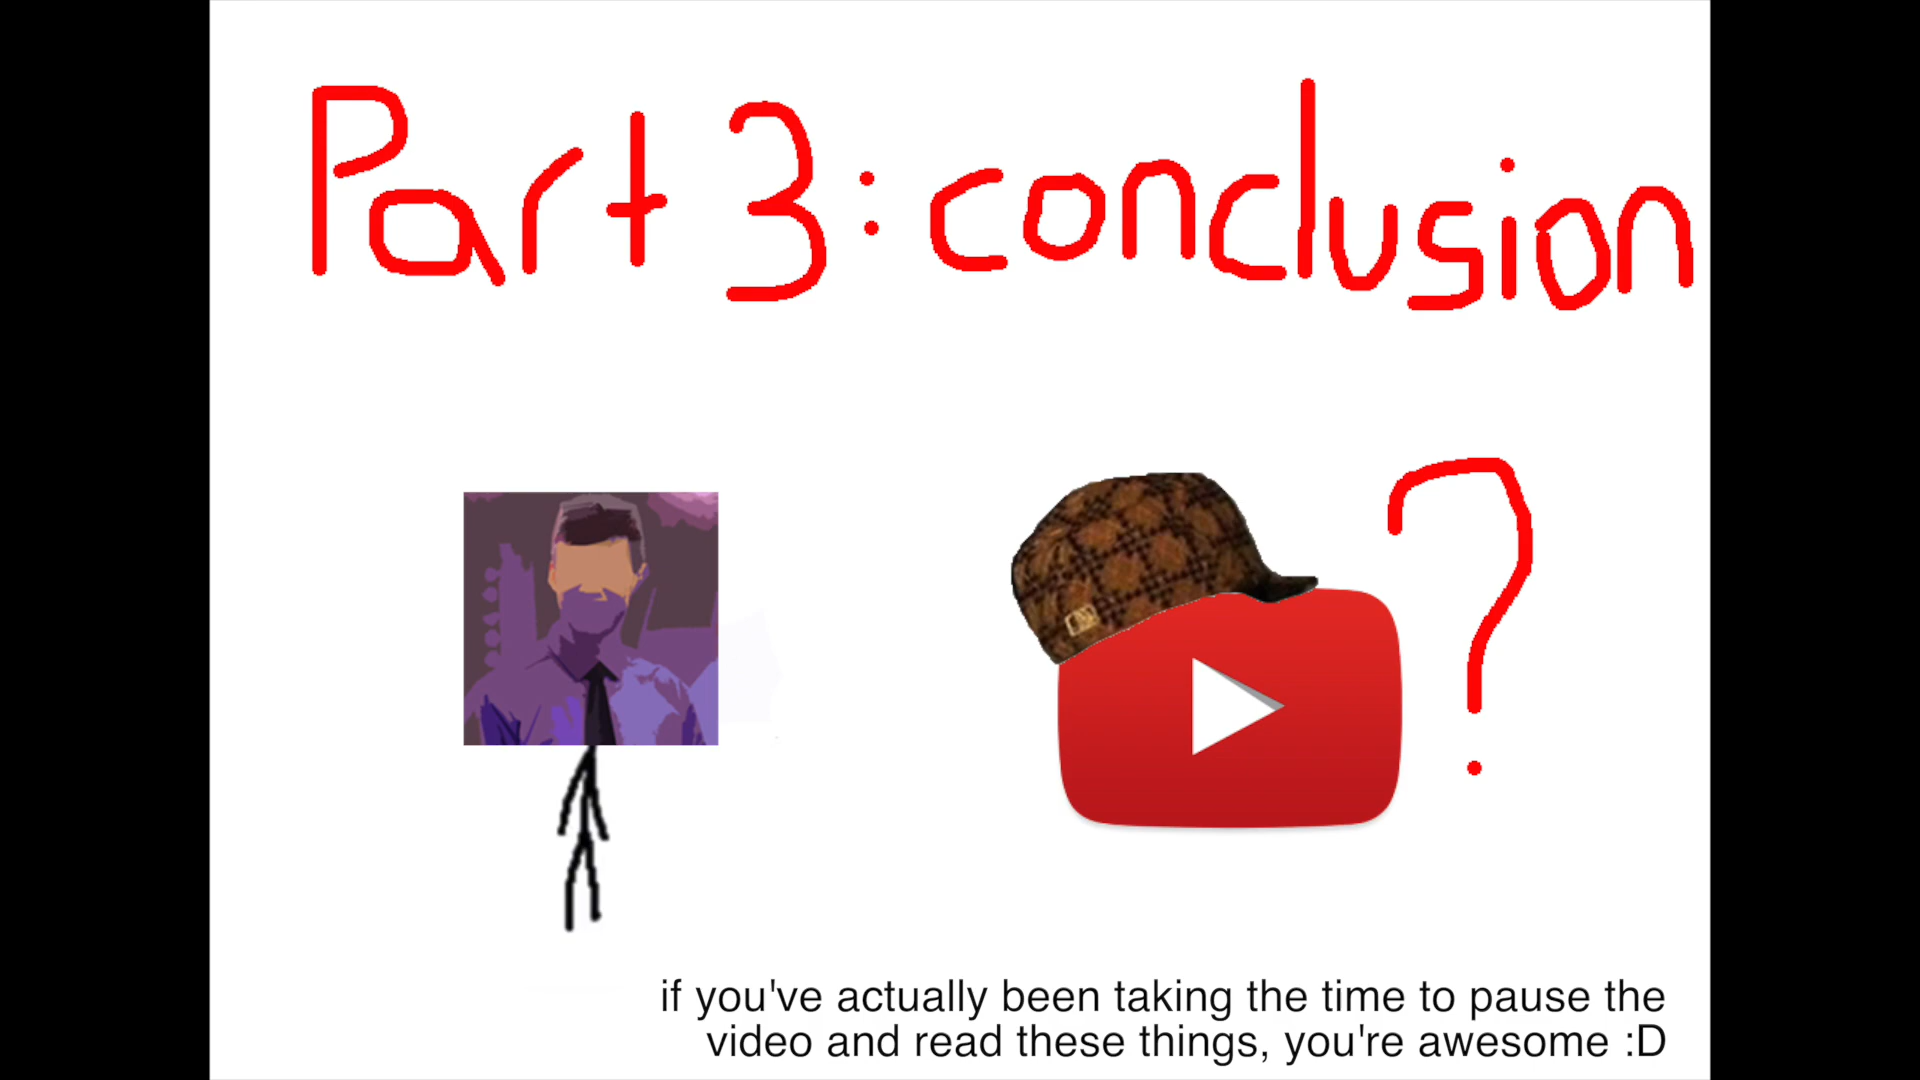 Part 3: conclusion
?
if you've actually been taking the time to pause the
video and read these things, you're awesome :D